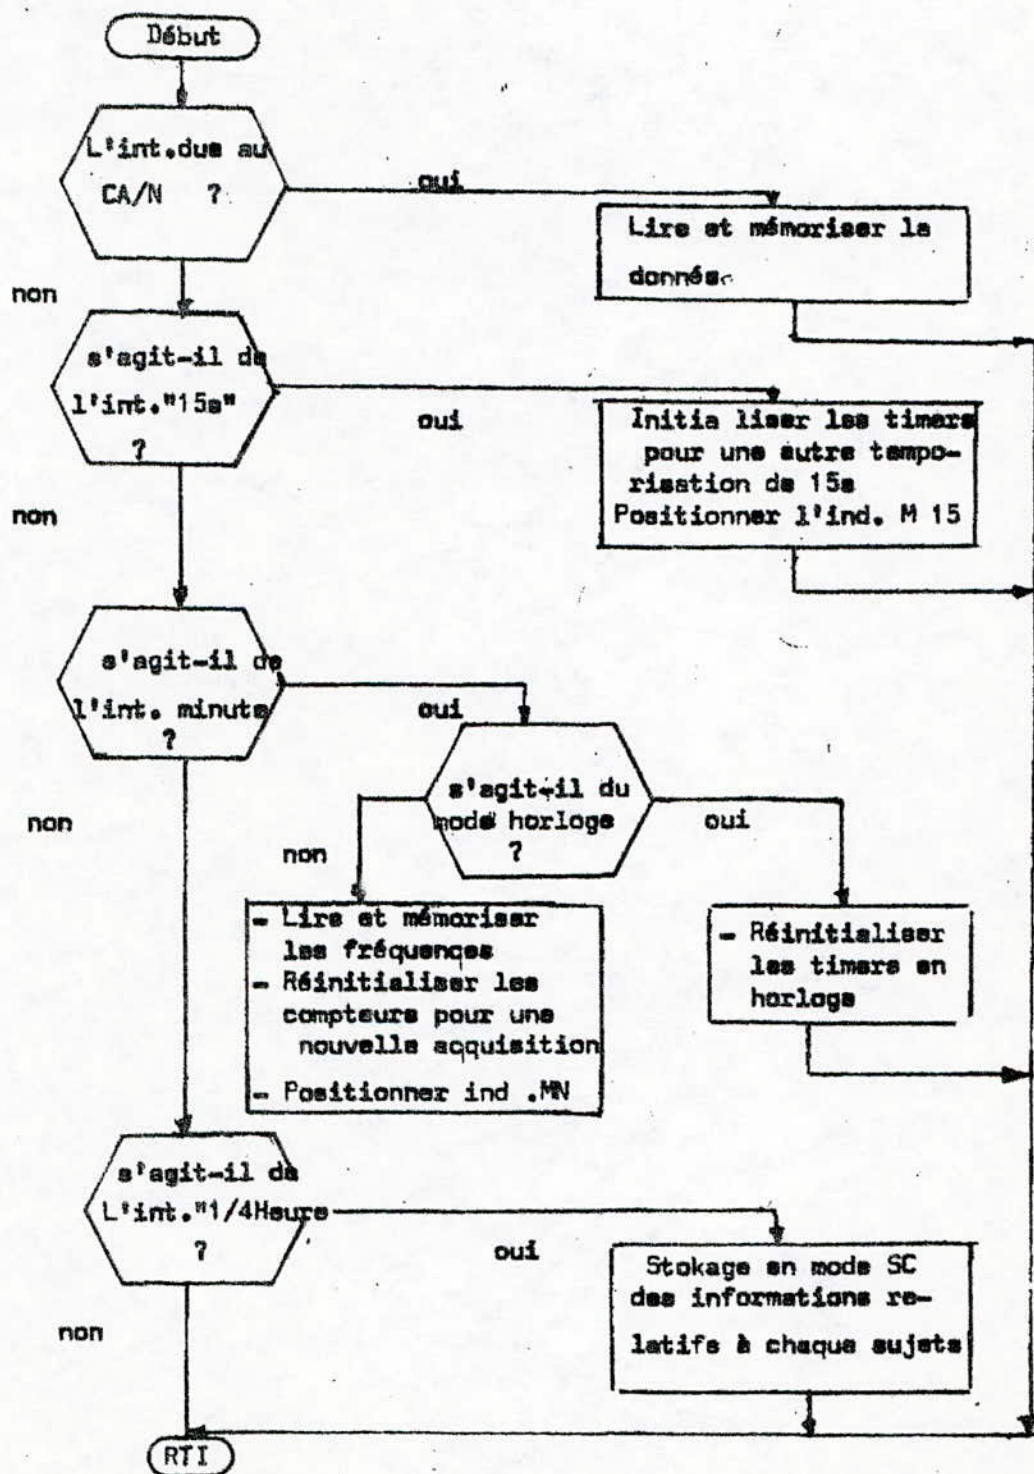 Début
L'int.due au
CA/N ?
oui
Lire et mémoriser la
donnée.
non
s'agit-il de
l'int."15s"
?
oui
Initia liser les timers
pour une autre tempo-
risation de 15s
Positionner l'ind. M 15
non
s'agit-il de
l'int. minute
?
oui
s'agit-il du
mode horloge
?
non
oui
non
- Lire et mémoriser
les fréquences
- Réinitialiser les
compteurs pour une
nouvelle acquisition
- Positionner ind .MN
- Réinitialiser
les timers en
horloge
s'agit-il de
L'int."1/4Heure
?
oui
Stokage en mode SC
des informations re-
latifs à chaque sujets
non
RTI